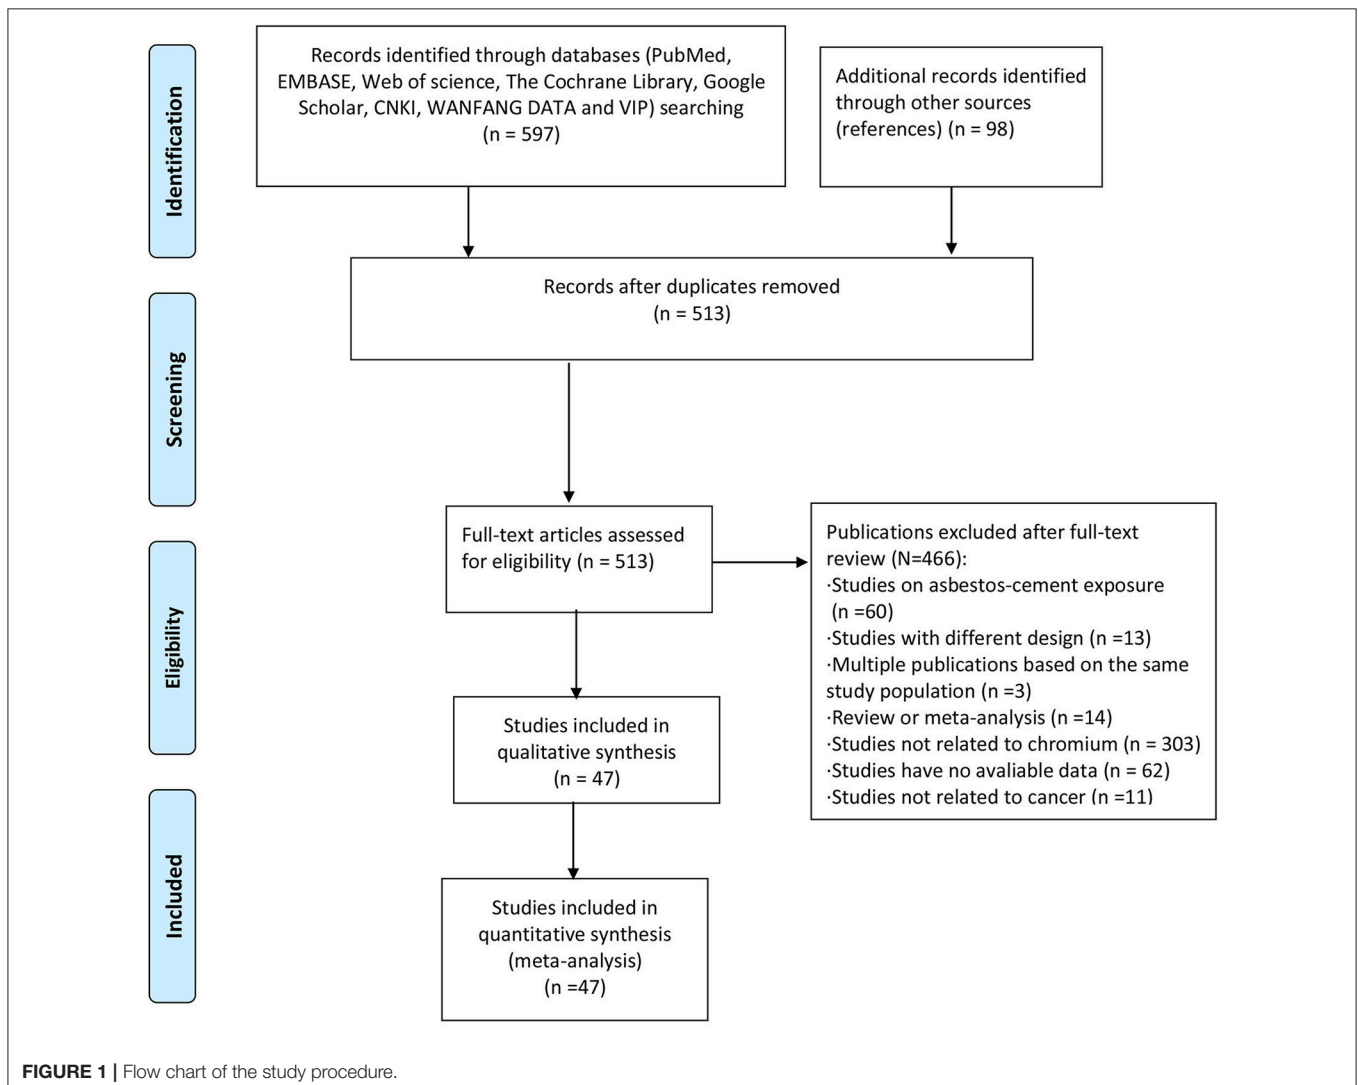 Identification
Records identified through databases (PubMed,
EMBASE, Web of science, The Cochrane Library, Google
Scholar, CNKI, WANFANG DATA and VIP) searching
(n = 597)
Additional records identified
through other sources
(references) (n = 98)
Records after duplicates removed
(n = 513)
Screening
Full-text articles assessed
for eligibility (n = 513)
Publications excluded after full-text
review (N=466):
·Studies on asbestos-cement exposure
(n =60)
·Studies with different design (n =13)
·Multiple publications based on the same
study population (n =3)
·Review or meta-analysis (n =14)
·Studies not related to chromium (n = 303)
·Studies have no avaliable data (n = 62)
·Studies not related to cancer (n =11)
Eligibility
Studies included in
qualitative synthesis
(n = 47)
Included
Studies included in
quantitative synthesis
(meta-analysis)
(n =47)
FIGURE 1 | Flow chart of the study procedure.